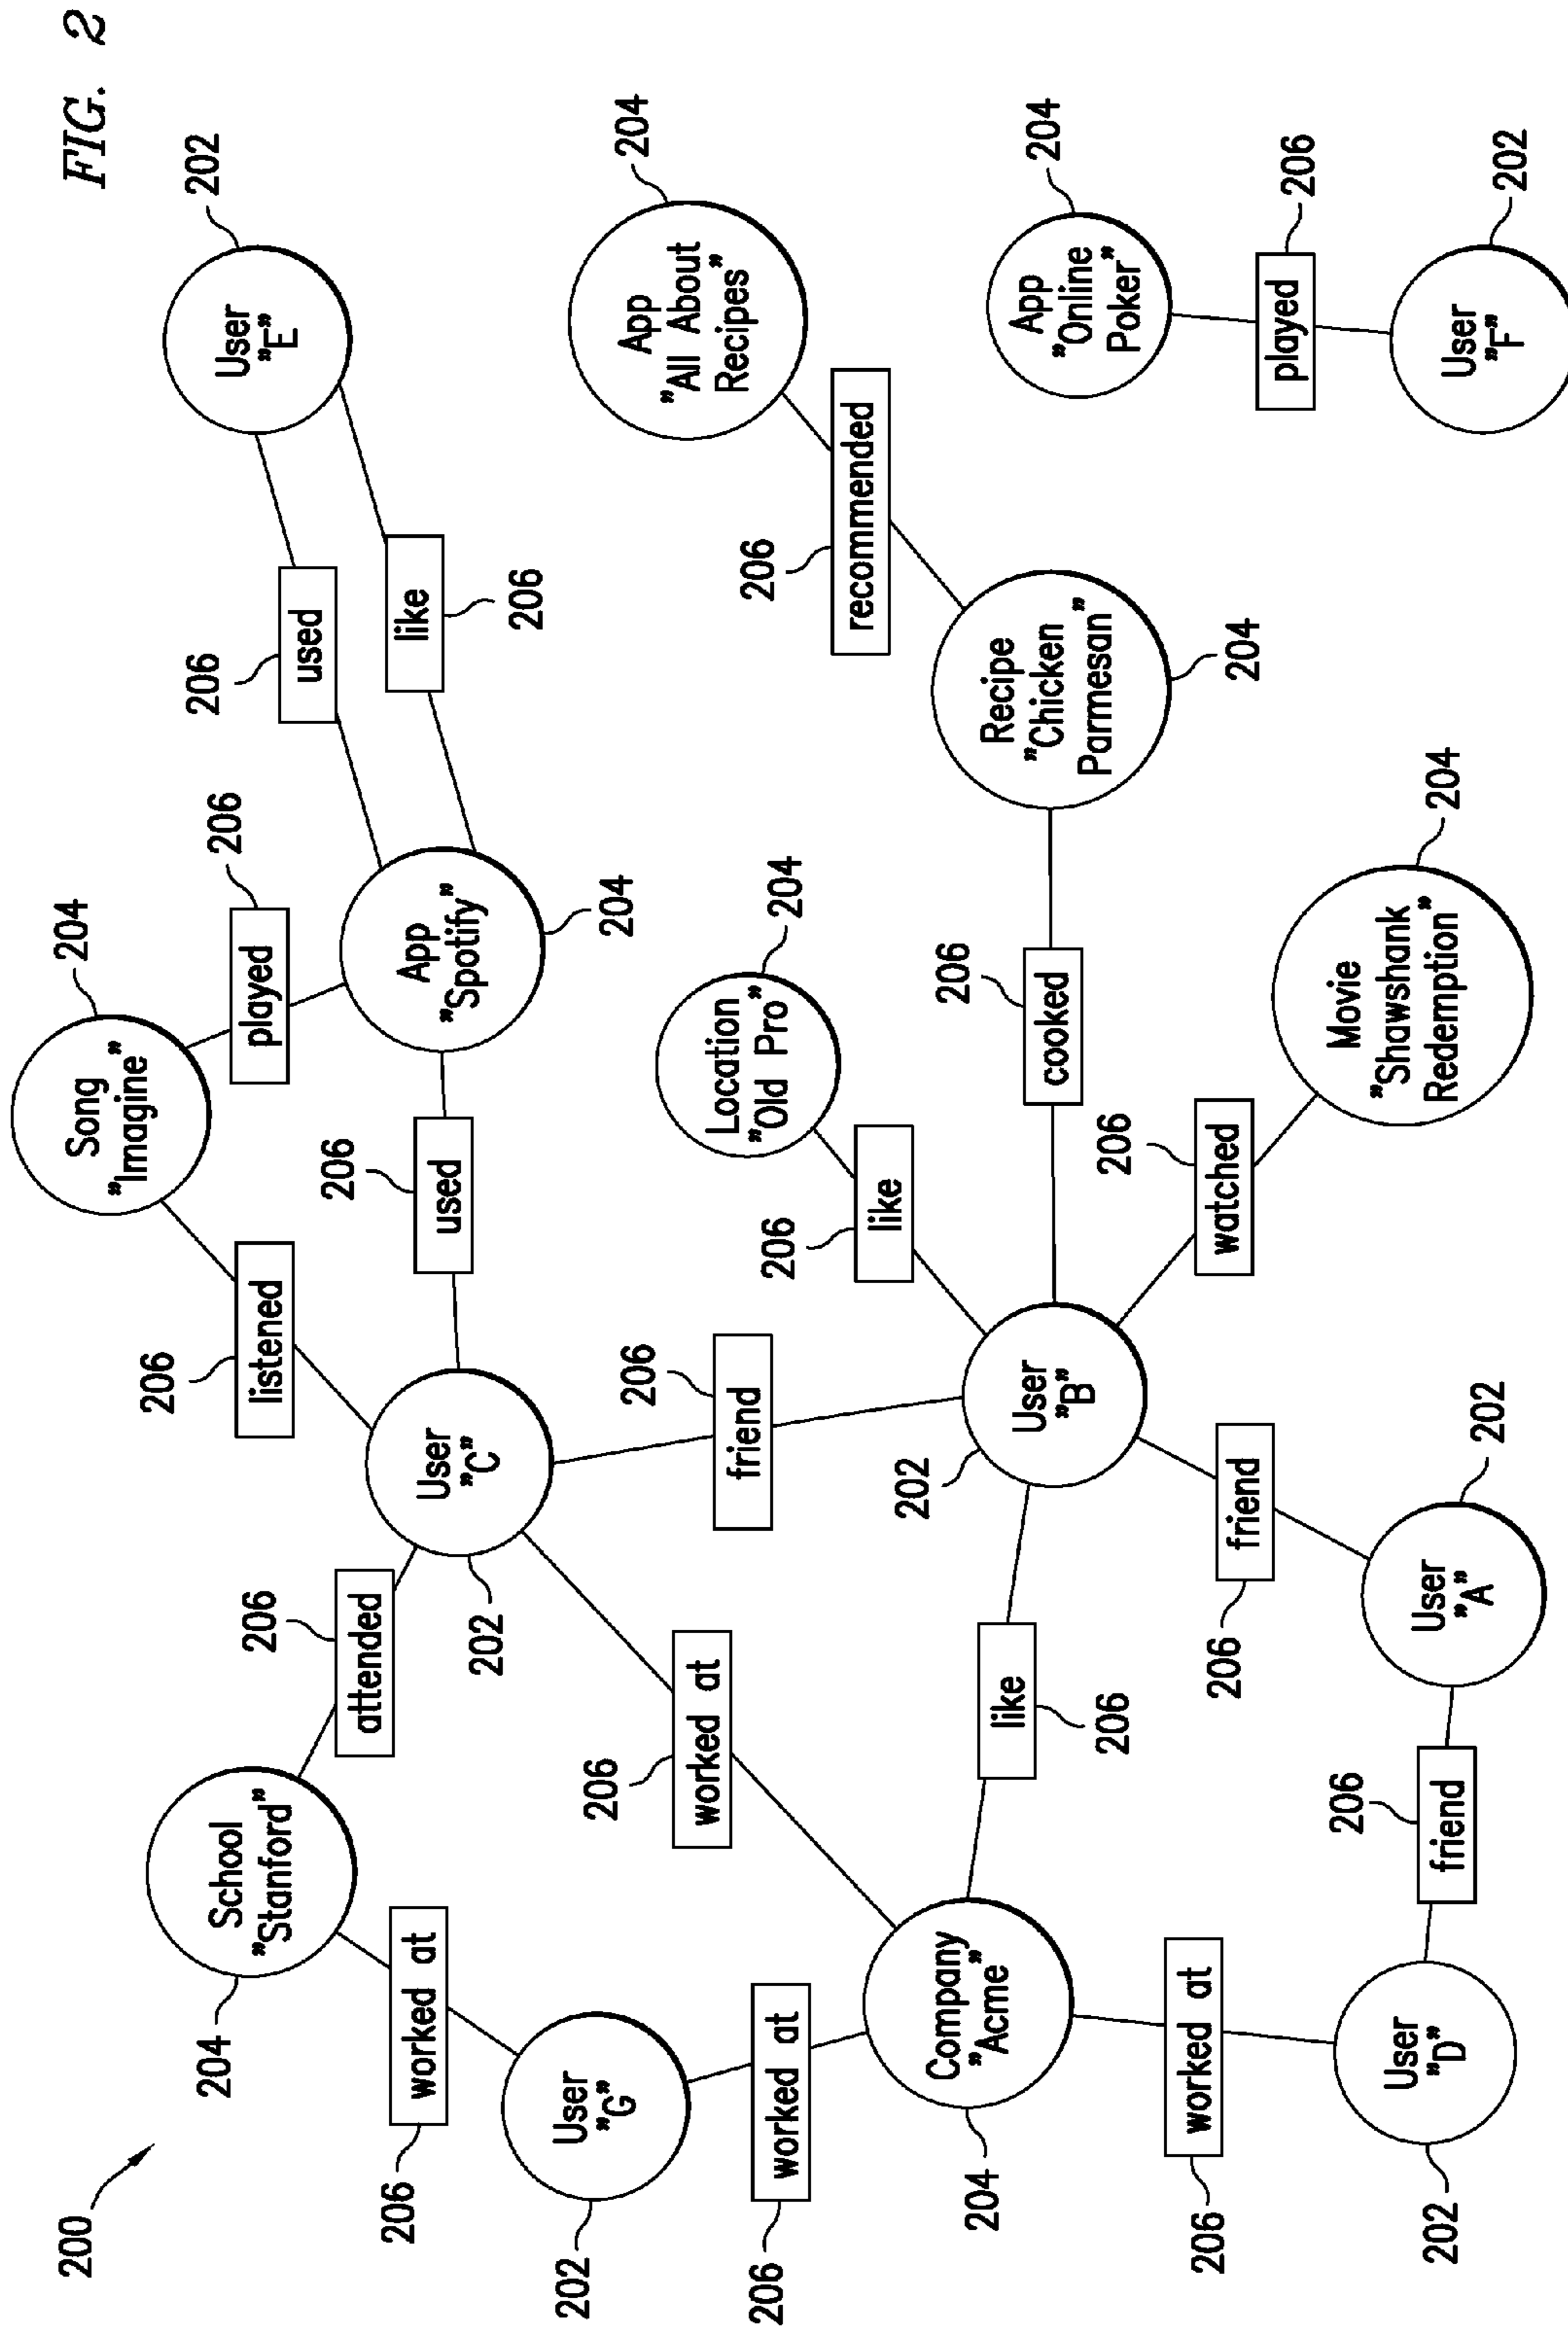 FIG. 2
200
204
School
”Stanford”
206
attended
206
listened
204
Song
”Imagine”
206
played
206
used
202
User
”E”
206
worked at
202
User
”C”
206
used
App
”Spotify”
204
like
206
202
User
”G”
206
worked at
206
worked at
206
friend
206
like
204
Location
”Old Pro”
206
recommended
204
App
”All About
Recipes”
204
Company
”Acme”
like
206
202
User
”B”
206
cooked
Recipe
”Chicken
Parmesan”
204
204
App
”Online
Poker”
206
worked at
206
friend
206
watched
206
played
202
User
”D”
206
friend
202
User
”A”
204
Movie
”Shawshank
Redemption”
202
User
”F”